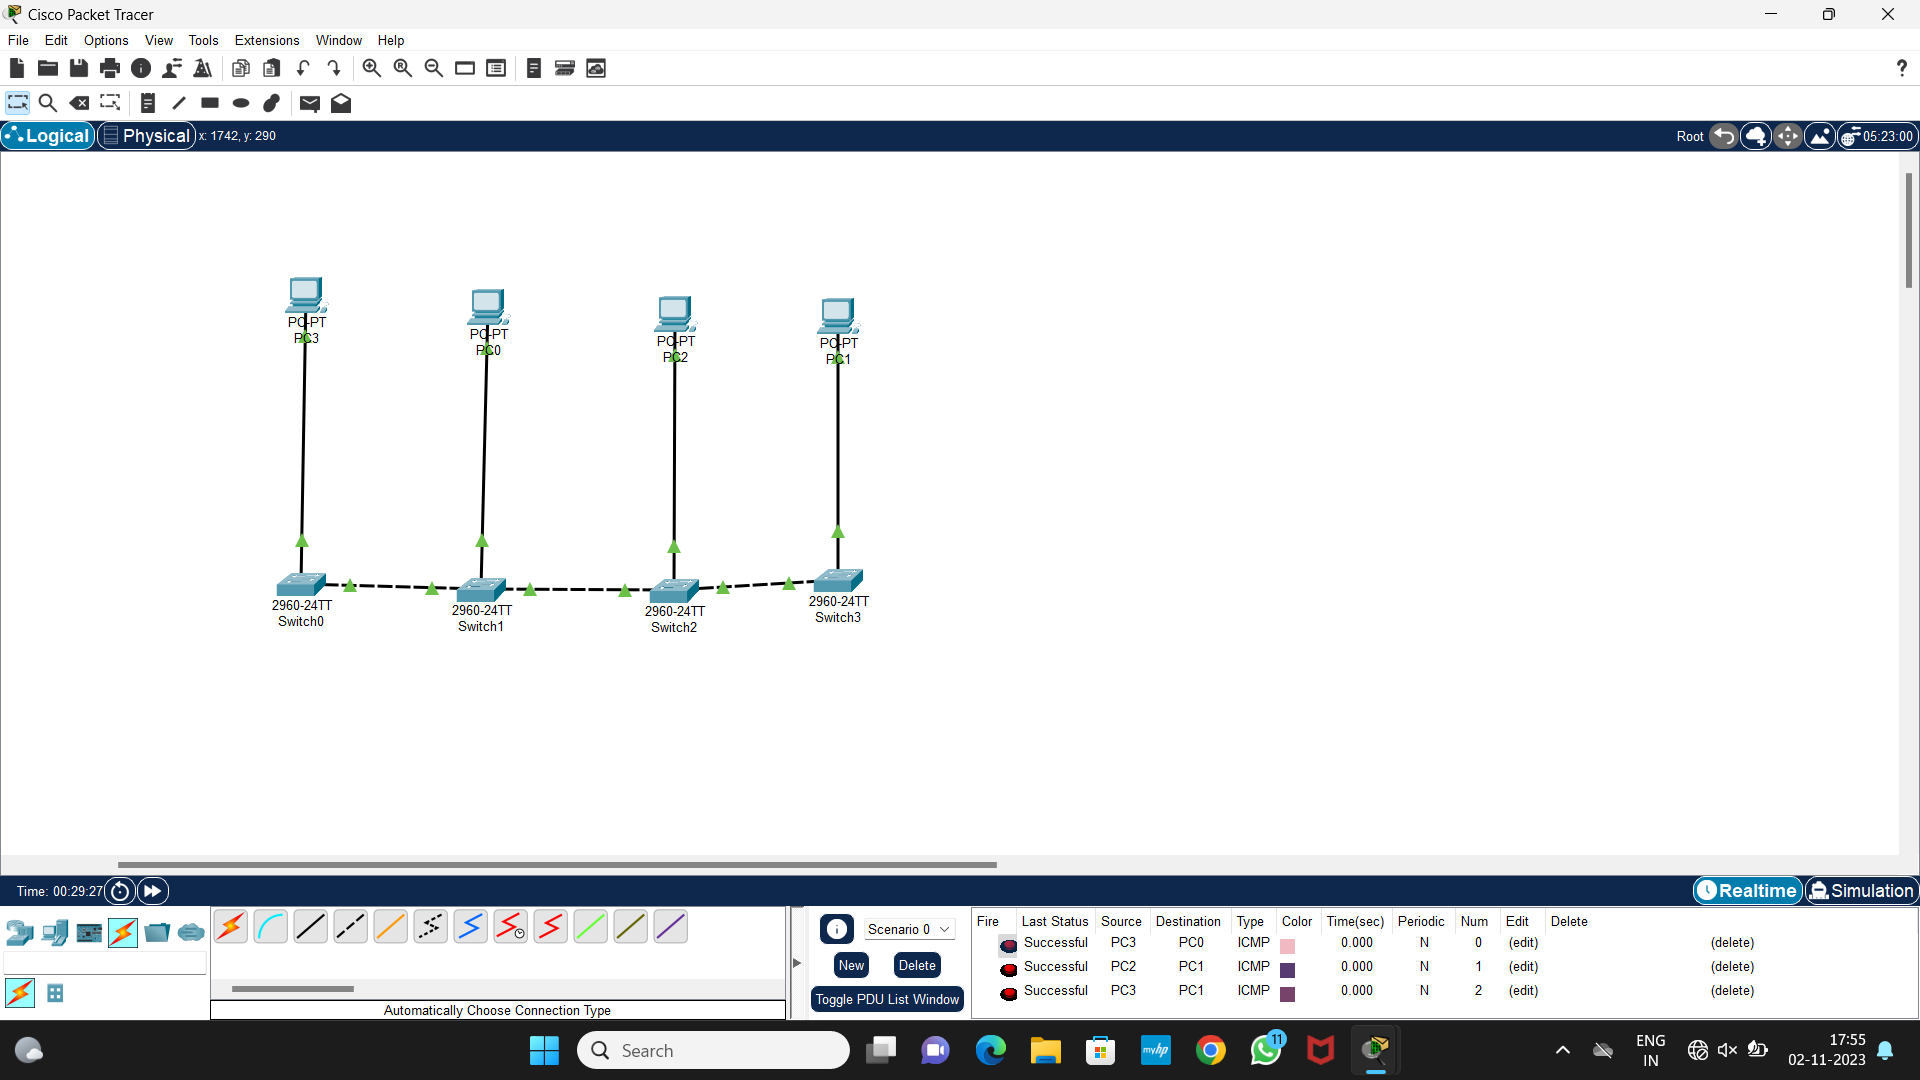 Cisco Packet Tracer
File Edit Options View Tools Extensions Window Help
?
Logical Physical x: 1742, y: 290 Root 05:23:00
PC-PT
PC3
PC-PT
PC0
PC-PT
PC2
PC-PT
PC1
2960-24TT
Switch0
2960-24TT
Switch1
2960-24TT
Switch2
2960-24TT
Switch3
Time: 00:29:27 Realtime Simulation
Automatically Choose Connection Type
Scenario 0
New Delete
Toggle PDU List Window
Fire Last Status Source Destination Type Color Time(sec) Periodic Num Edit Delete
Successful PC3 PC0 ICMP 0.000 N 0 (edit) (delete)
Successful PC2 PC1 ICMP 0.000 N 1 (edit) (delete)
Successful PC3 PC1 ICMP 0.000 N 2 (edit) (delete)
Search
myhp
11
ENG
IN
17:55
02-11-2023